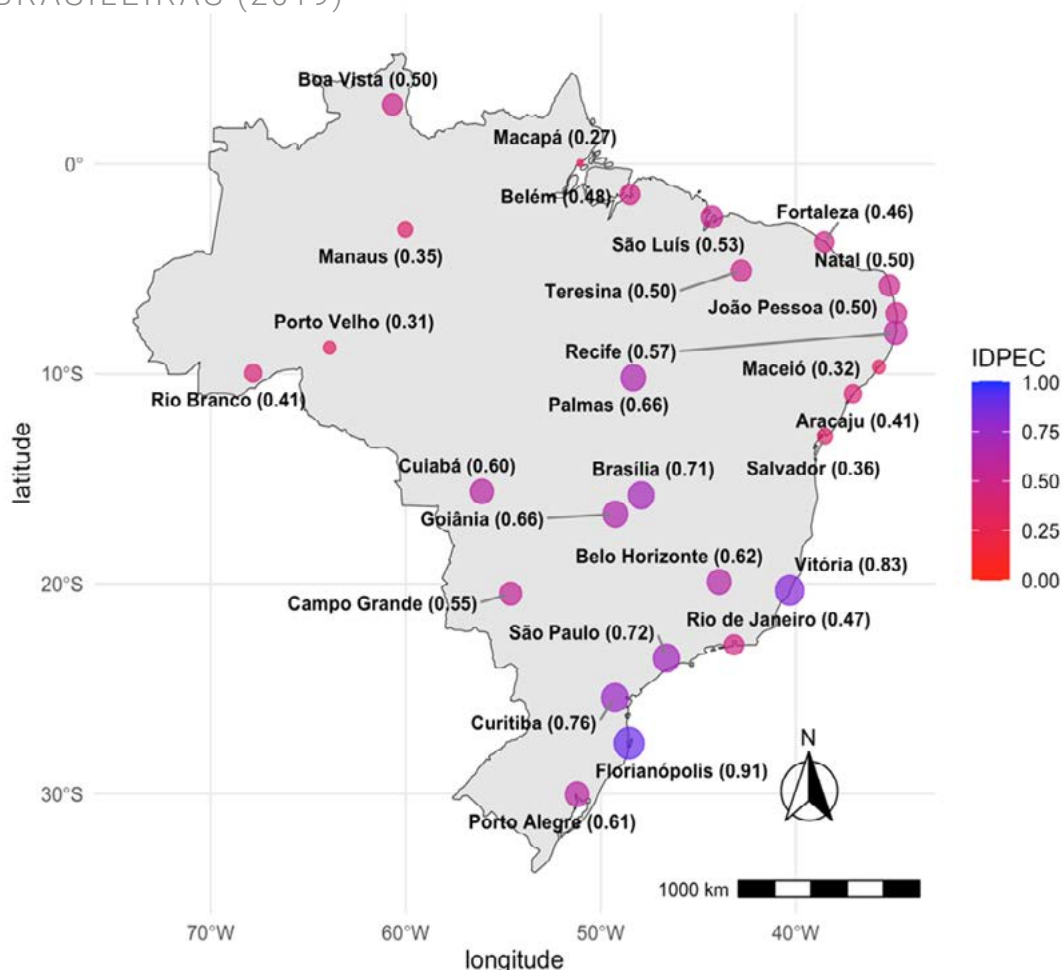 BRASILEIRAS (2019)
Boa Vista (0.50)
Macapá (0.27)
0°
Belém (0.48)
Fortaleza (0.46)
São Luís (0.53)
Manaus (0.35)
Natal (0.50)
Teresina (0.50)
João Pessoa (0.50)
Porto Velho (0.31)
Recife (0.57)
IDPEC
Maceió (0.32)
10°S
1.00
Rio Branco (0.41)
Palmas (0.66)
Aracaju (0.41)
0.75
latitude
Cuiabá (0.60)
Brasília (0.71)
Salvador (0.36)
0.50
Goiânia (0.66)
0.25
Belo Horizonte (0.62)
Vitória (0.83)
0.00
20°S
Campo Grande (0.55)
Rio de Janeiro (0.47)
São Paulo (0.72)
Curitiba (0.76)
N
Florianópolis (0.91)
30°S
Porto Alegre (0.61)
1000 km
70°W 60°W 50°W 40°W
longitude